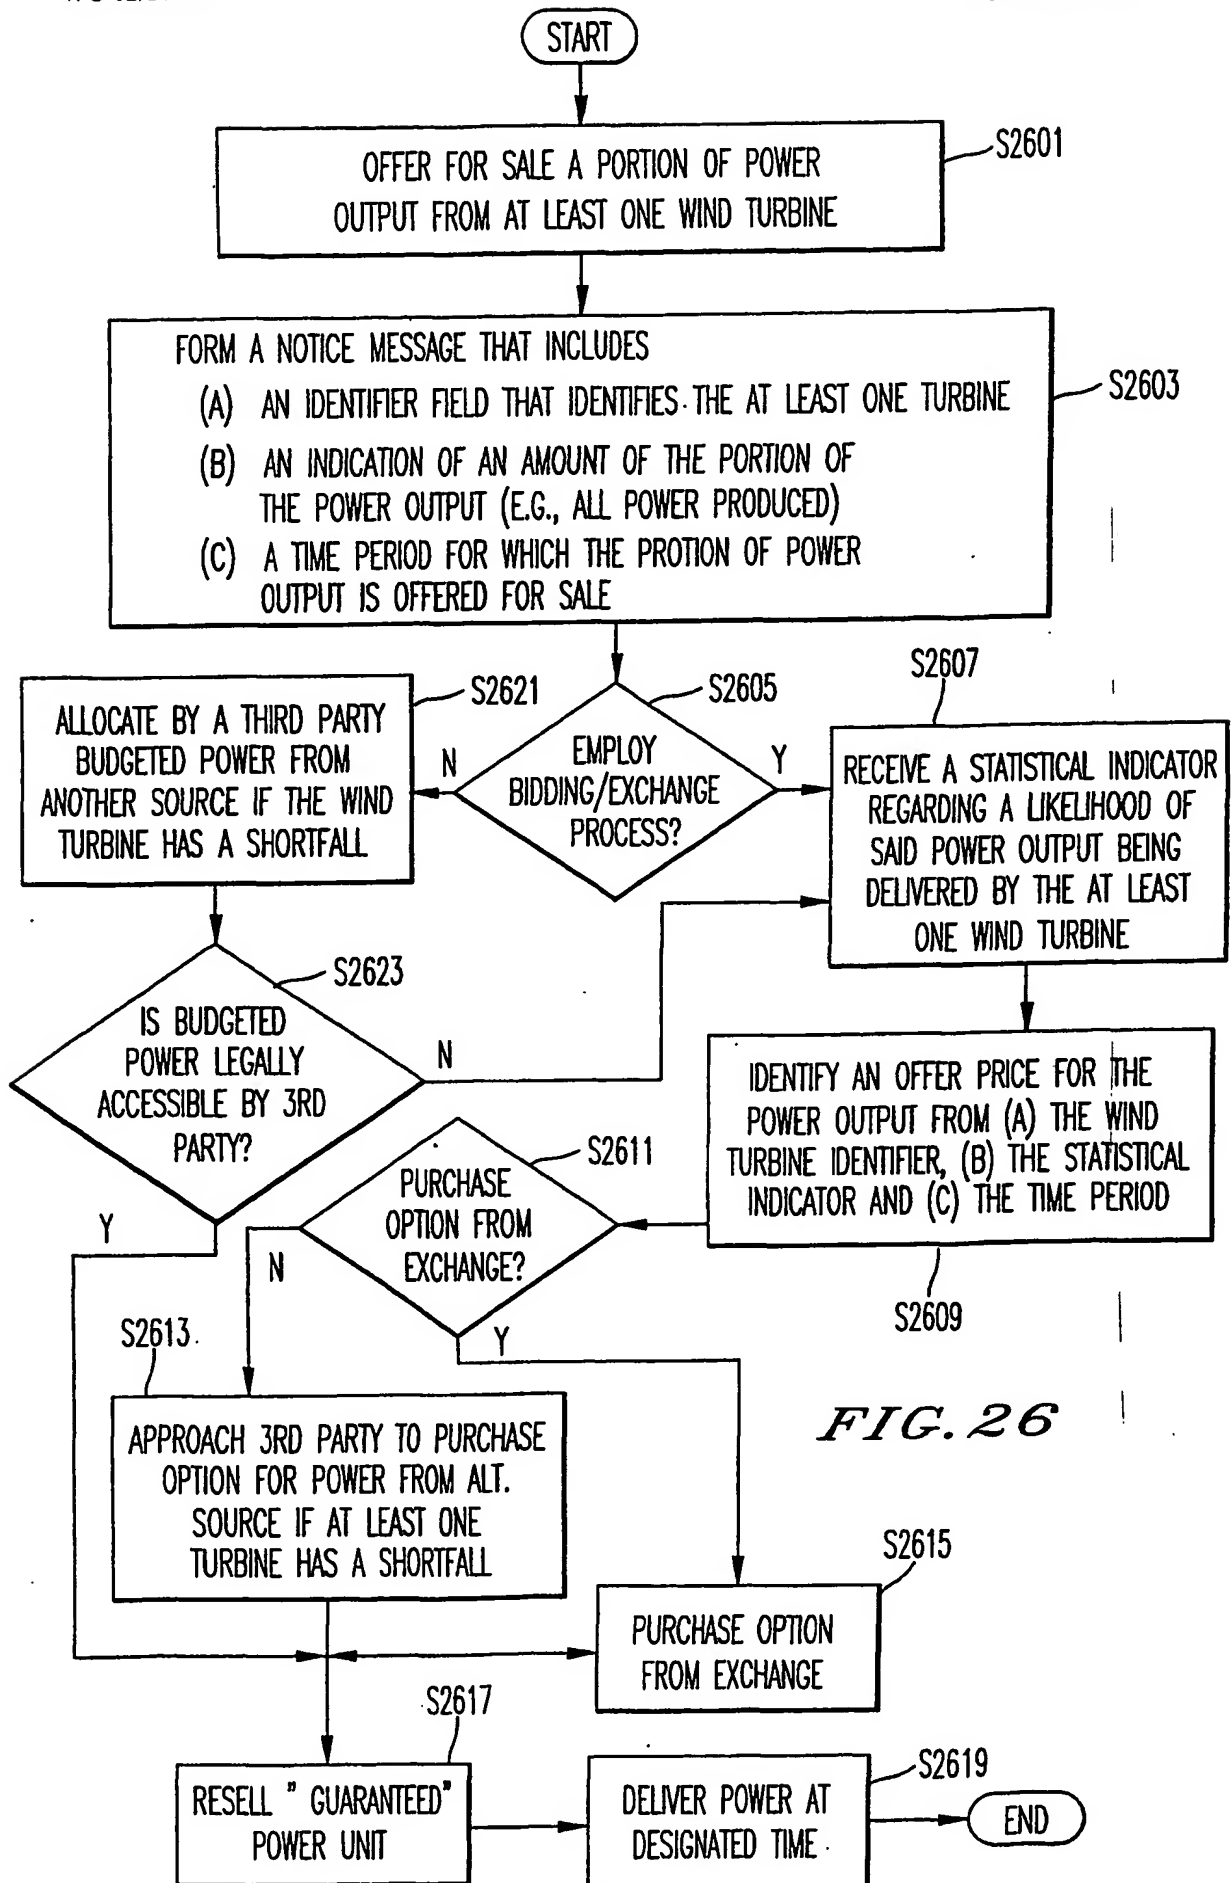 START
OFFER FOR SALE A PORTION OF POWER
OUTPUT FROM AT LEAST ONE WIND TURBINE
S2601
FORM A NOTICE MESSAGE THAT INCLUDES
(A) AN IDENTIFIER FIELD THAT IDENTIFIES THE AT LEAST ONE TURBINE
(B) AN INDICATION OF AN AMOUNT OF THE PORTION OF
THE POWER OUTPUT (E.G., ALL POWER PRODUCED)
(C) A TIME PERIOD FOR WHICH THE PROTION OF POWER
OUTPUT IS OFFERED FOR SALE
S2603
S2605
EMPLOY
BIDDING/EXCHANGE
PROCESS?
N
Y
S2621
ALLOCATE BY A THIRD PARTY
BUDGETED POWER FROM
ANOTHER SOURCE IF THE WIND
TURBINE HAS A SHORTFALL
S2607
RECEIVE A STATISTICAL INDICATOR
REGARDING A LIKELIHOOD OF
SAID POWER OUTPUT BEING
DELIVERED BY THE AT LEAST
ONE WIND TURBINE
S2623
IS BUDGETED
POWER LEGALLY
ACCESSIBLE BY 3RD
PARTY?
N
Y
IDENTIFY AN OFFER PRICE FOR THE
POWER OUTPUT FROM (A) THE WIND
TURBINE IDENTIFIER, (B) THE STATISTICAL
INDICATOR AND (C) THE TIME PERIOD
S2609
S2611
PURCHASE
OPTION FROM
EXCHANGE?
N
Y
S2613
APPROACH 3RD PARTY TO PURCHASE
OPTION FOR POWER FROM ALT.
SOURCE IF AT LEAST ONE
TURBINE HAS A SHORTFALL
FIG. 26
S2615
PURCHASE OPTION
FROM EXCHANGE
S2617
RESELL " GUARANTEED"
POWER UNIT
S2619
DELIVER POWER AT
DESIGNATED TIME
END